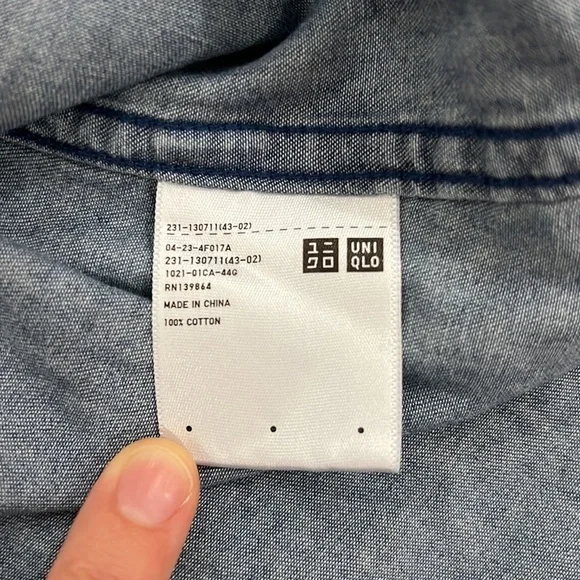 231-130711(43-02)
04-23-4F017A
231-130711(43-02)
1021-01CA-44G
RN139864
MADE IN CHINA
100% COTTON
ユニ
クロ
UNI
QLO